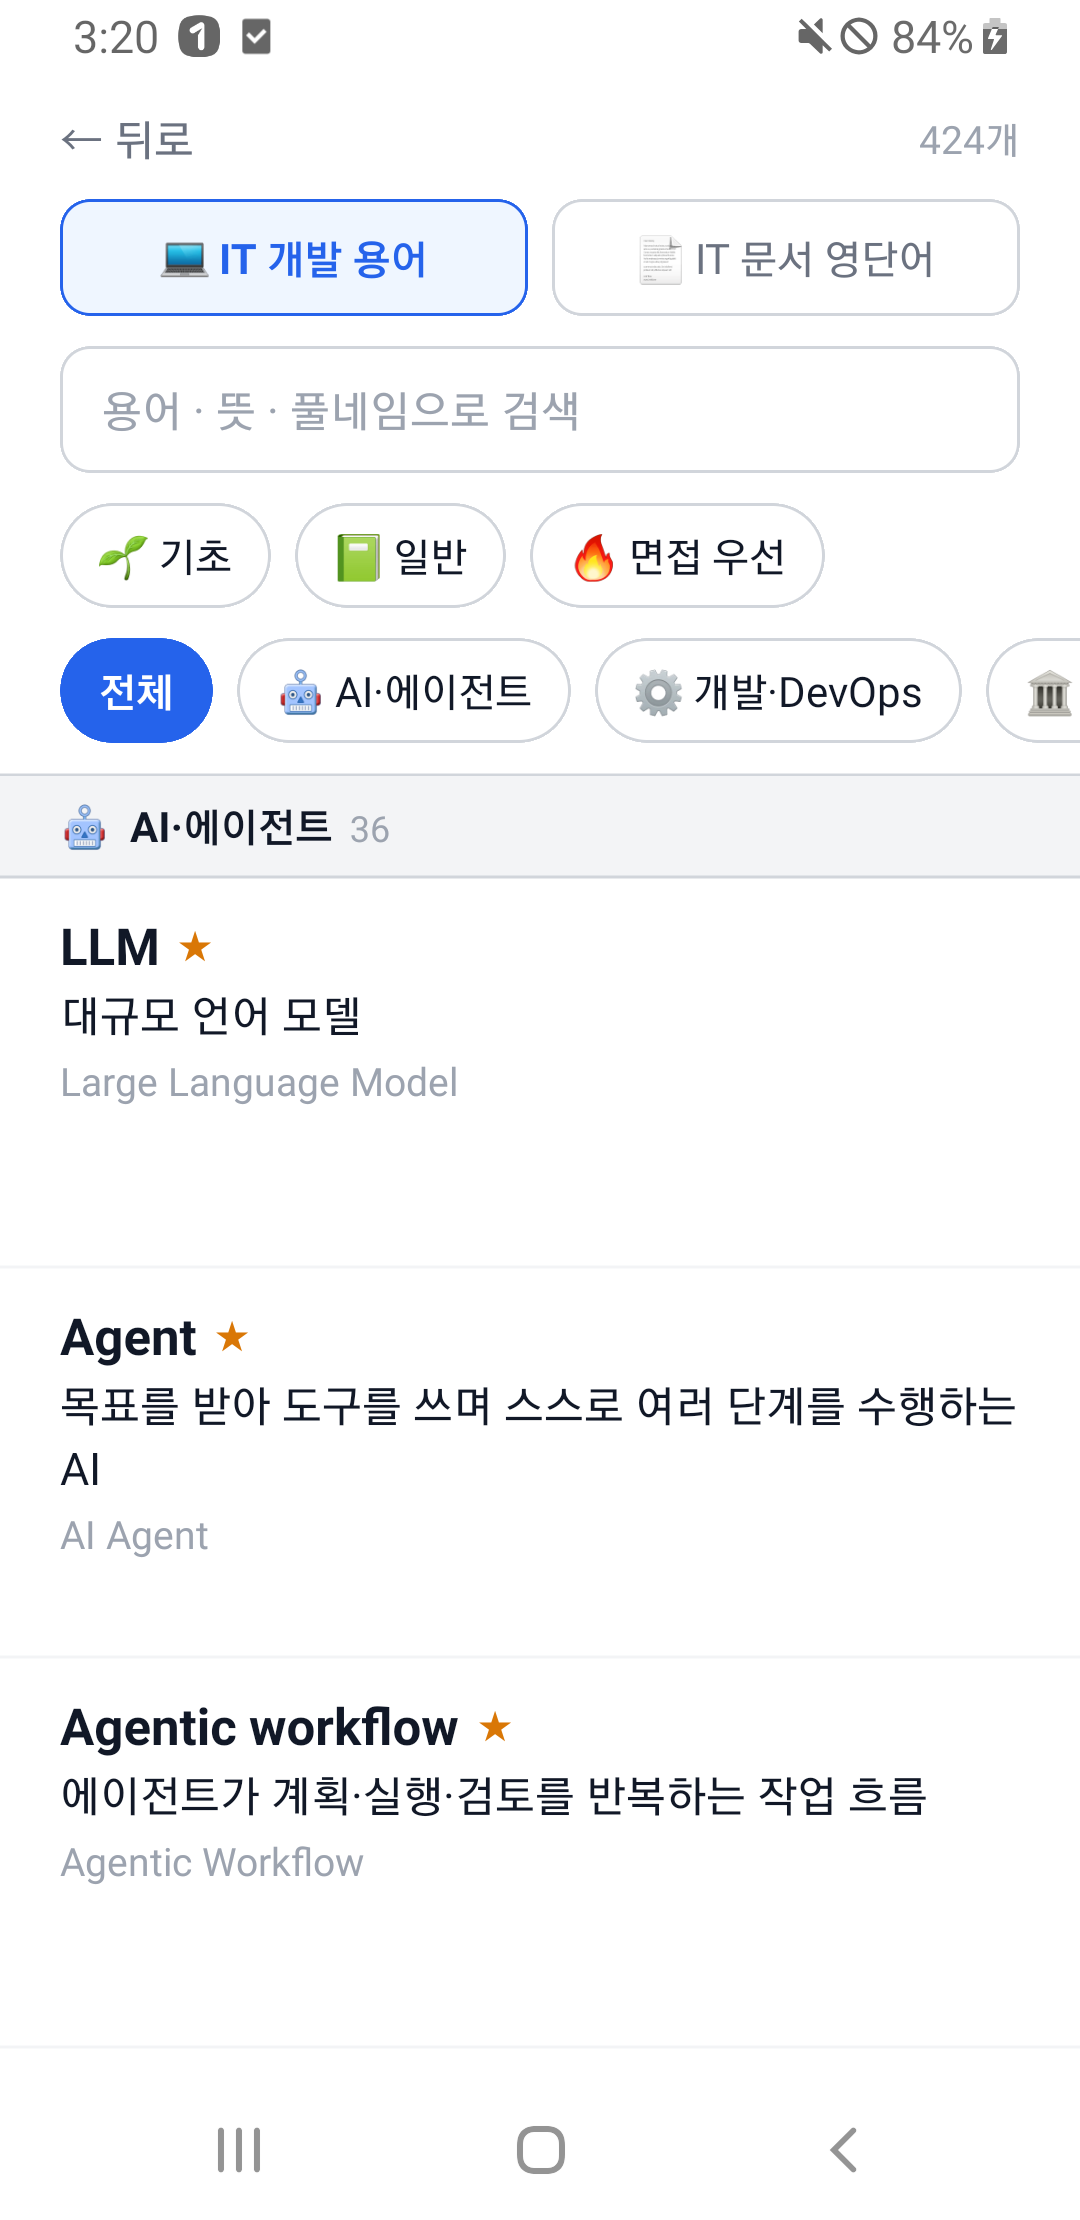 3:20
84%
← 뒤로
424개
IT 개발 용어
IT 문서 영단어
용어 · 뜻 · 풀네임으로 검색
기초
일반
면접 우선
전체
AI·에이전트
개발·DevOps
AI·에이전트 36
LLM ★
대규모 언어 모델
Large Language Model
Agent ★
목표를 받아 도구를 쓰며 스스로 여러 단계를 수행하는
AI
AI Agent
Agentic workflow ★
에이전트가 계획·실행·검토를 반복하는 작업 흐름
Agentic Workflow